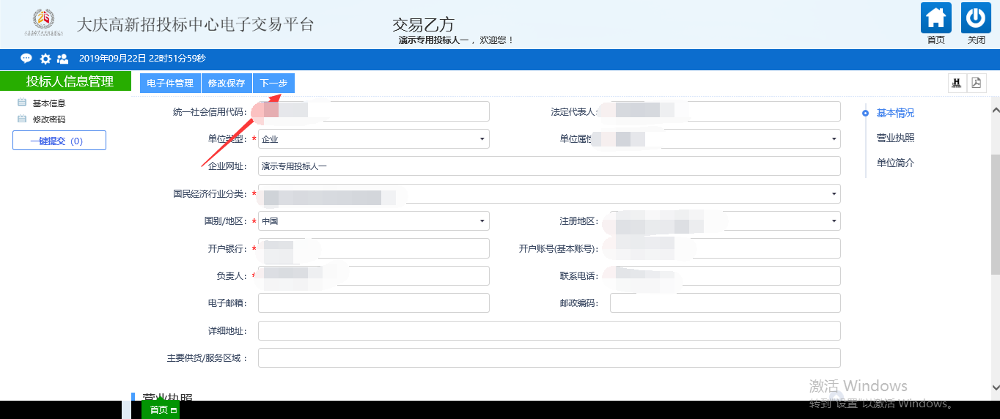 大庆高新招投标中心电子交易平台
交易乙方
演示专用投标人一 ，欢迎您！
首页
关闭
2019年09月22日 22时51分59秒
投标人信息管理
基本信息
修改密码
一键提交（0）
电子件管理 修改保存 下一步
统一社会信用代码：
法定代表人：
单位类型： * 企业
单位属性
企业网址： 演示专用投标人一
国民经济行业分类： *
国别/地区： * 中国
注册地区：
开户银行： *
开户账号(基本账号)：
负责人： *
联系电话：
电子邮箱：
邮政编码：
详细地址：
主要供货/服务区域 ：
基本情况
营业执照
单位简介
营业执照
激活 Windows
转到"设置"以激活 Windows。
首页